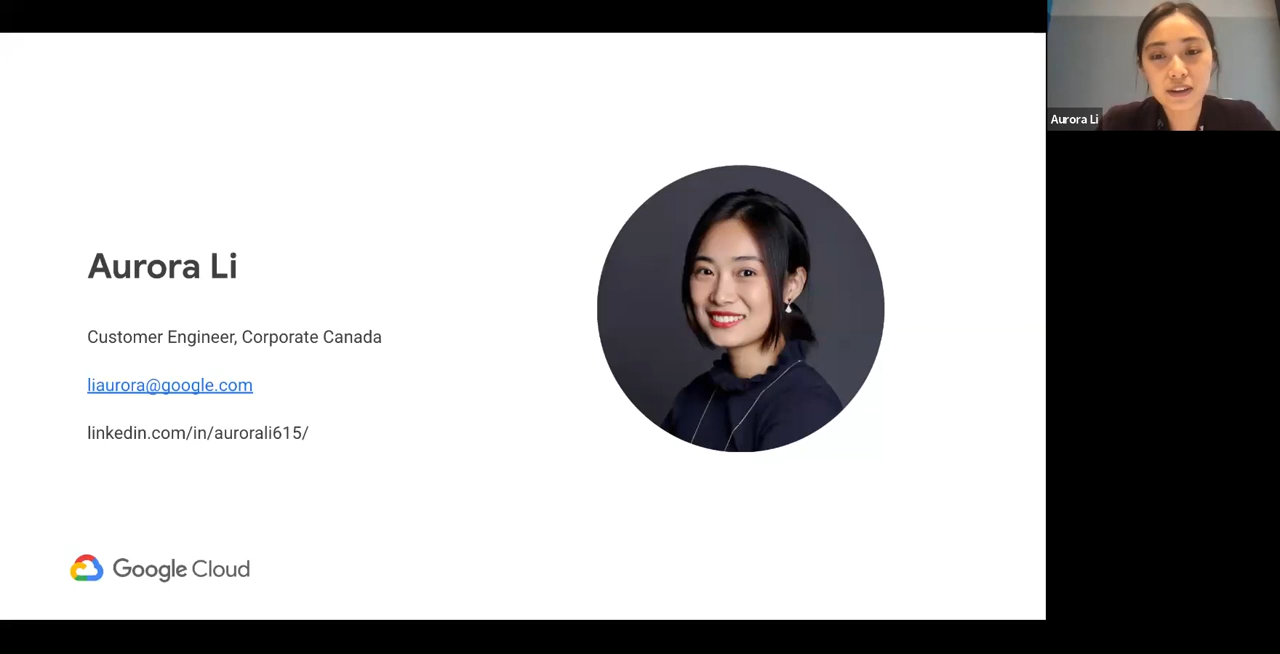 Aurora Li
Customer Engineer, Corporate Canada
liaurora@google.com
linkedin.com/in/aurorali615/
Google Cloud
Aurora Li